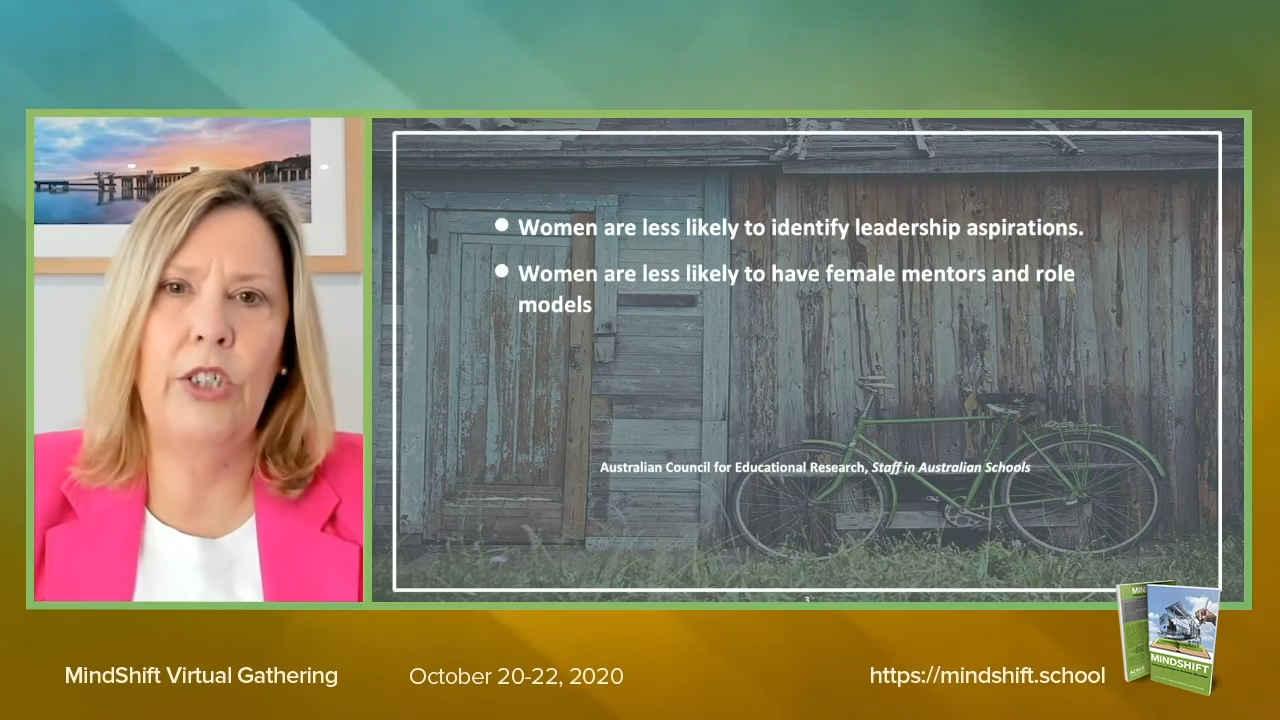 Women are less likely to identify leadership aspirations.
Women are less likely to have female mentors and role
models
Australian Council for Educational Research, Staff in Australian Schools
3
MindShift Virtual Gathering
October 20-22, 2020
https://mindshift.school
MINDSHIFT